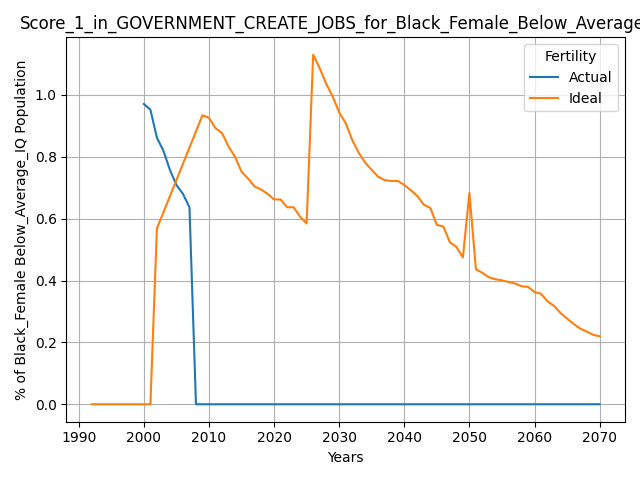 Score_1_in_GOVERNMENT_CREATE_JOBS_for_Black_Female_Below_Average
Fertility
Actual
Ideal
% of Black_Female Below_Average_IQ Population
1.0
0.8
0.6
0.4
0.2
0.0
1990 2000 2010 2020 2030 2040 2050 2060 2070
Years